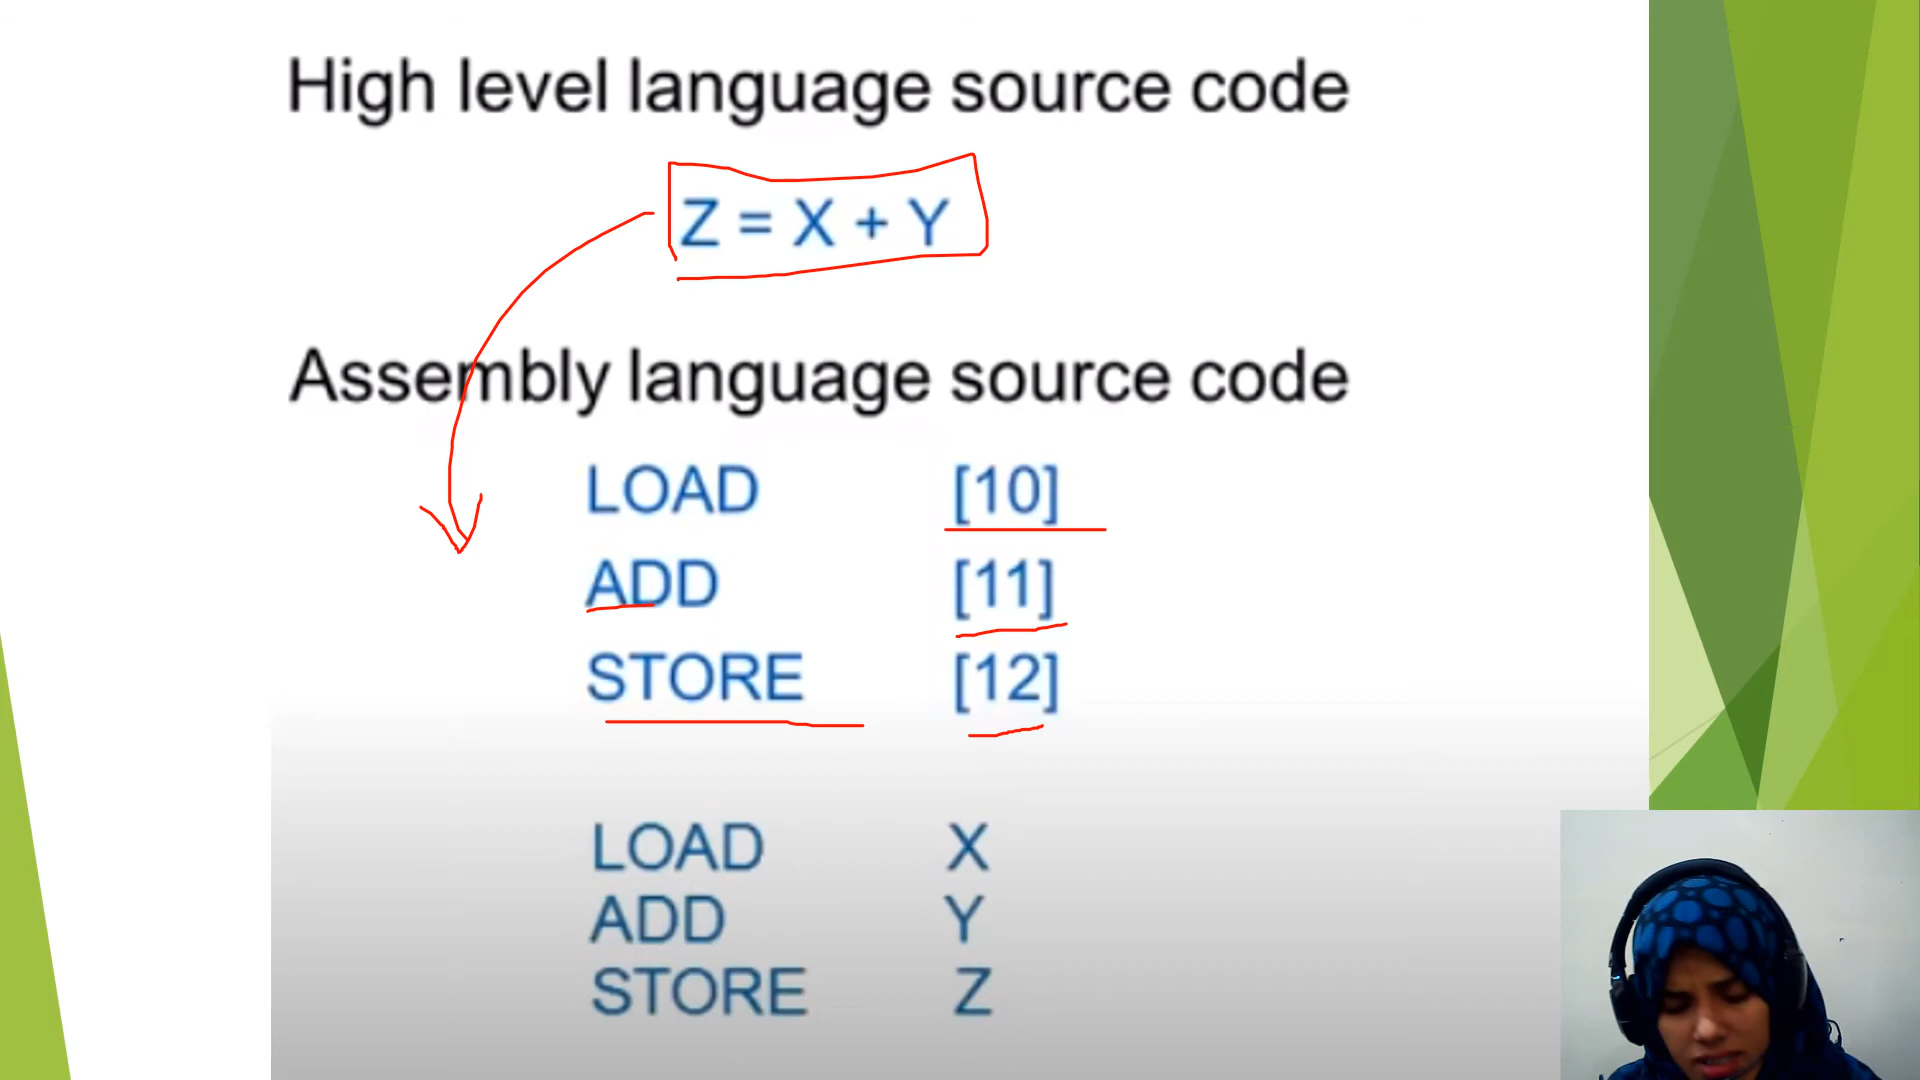 High level language source code
Z = X + Y
Assembly language source code
LOAD [10]
ADD [11]
STORE [12]
LOAD X
ADD Y
STORE Z